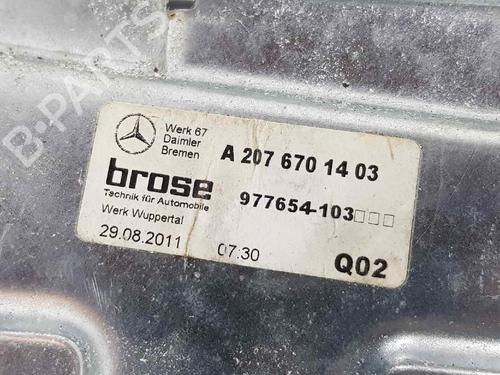 B-PARTS
Werk 67
Daimler
Bremen
A 207 670 14 03
brose
Technik für Automobile
977654-103□□□
Werk Wuppertal
29.08.2011 07:30
Q02